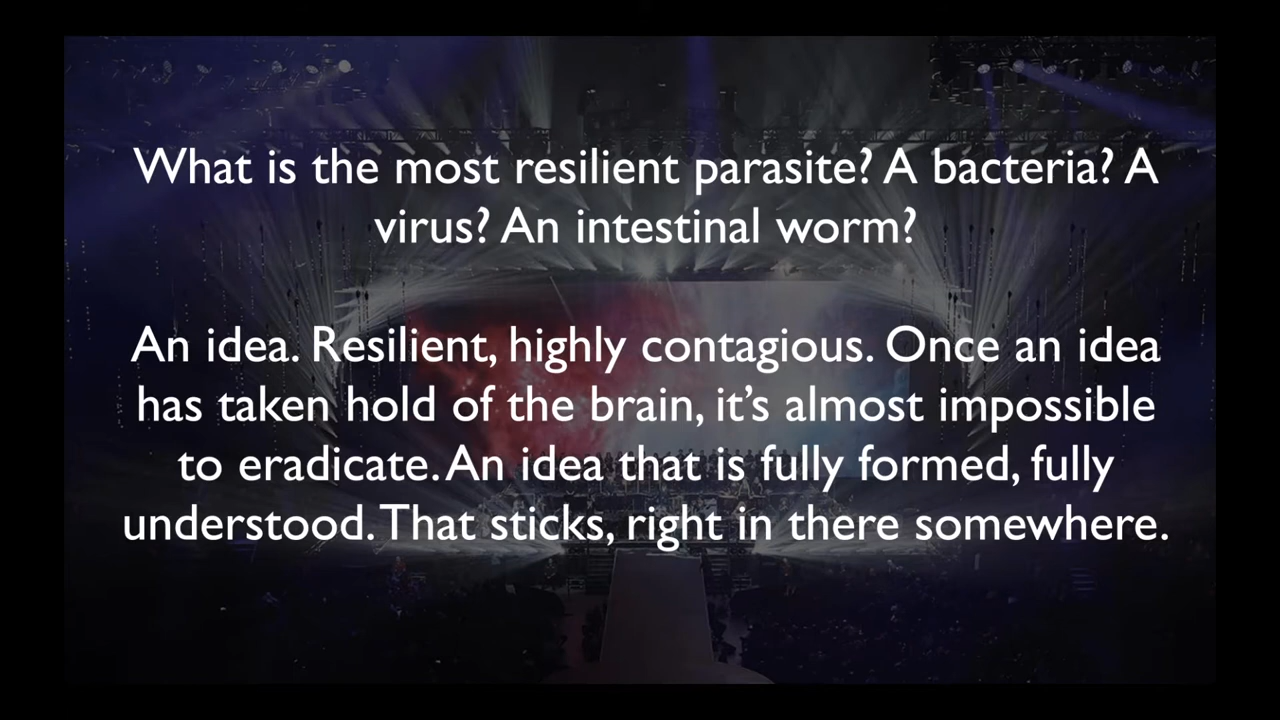 What is the most resilient parasite? A bacteria? A
virus? An intestinal worm?
An idea. Resilient, highly contagious. Once an idea
has taken hold of the brain, it’s almost impossible
to eradicate. An idea that is fully formed, fully
understood. That sticks, right in there somewhere.